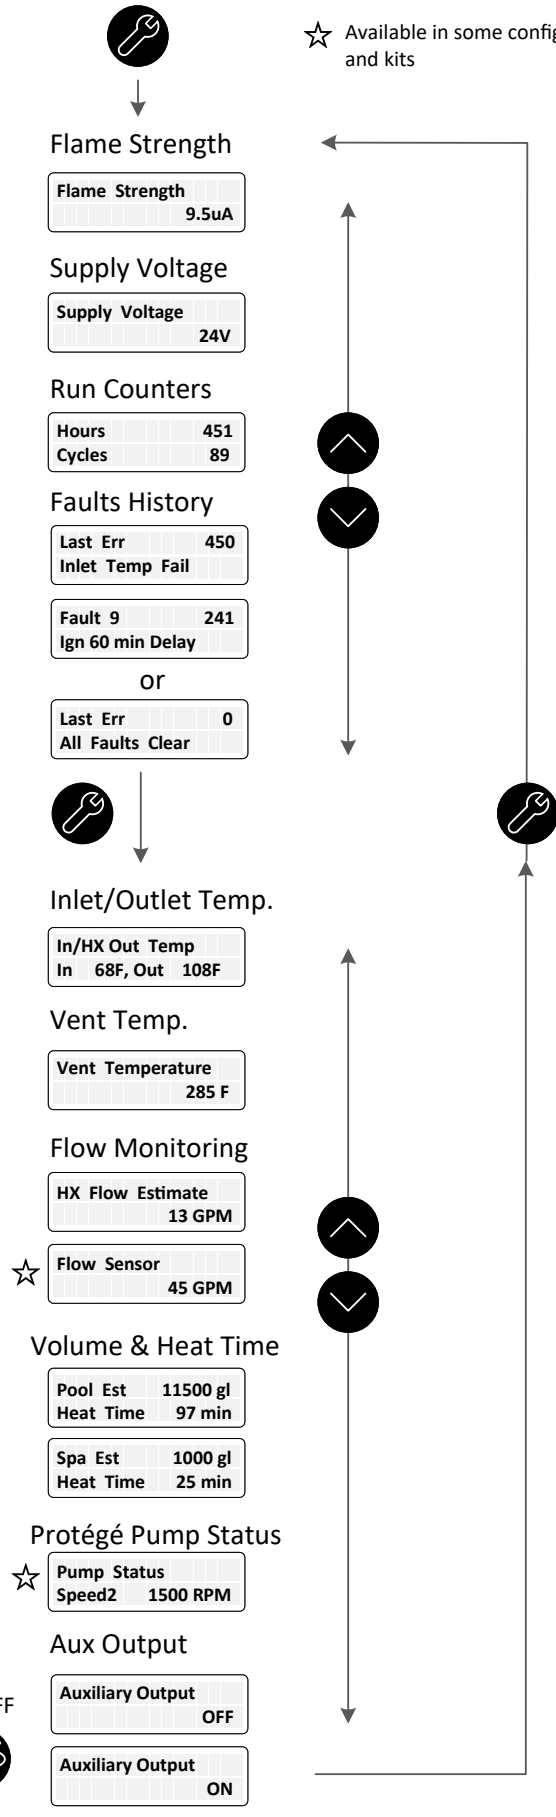 Available in some
and kits
Flame Strength
Flame Strength
9.5uA
Supply Voltage
Supply Voltage
24V
Run Counters
Hours 451
Cycles 89
Faults History
Last Err 450
Inlet Temp Fail
Fault 9 241
Ign 60 min Delay
or
Last Err 0
All Faults Clear
Inlet/Outlet Temp.
In/HX Out Temp
In 68F, Out 108F
Vent Temp.
Vent Temperature
285 F
Flow Monitoring
HX Flow Estimate
13 GPM
Flow Sensor
45 GPM
Volume & Heat Time
Pool Est 11500 gl
Heat Time 97 min
Spa Est 1000 gl
Heat Time 25 min
Protégé Pump Status
Pump Status
Speed2 1500 RPM
Aux Output
Auxiliary Output
OFF
Auxiliary Output
ON